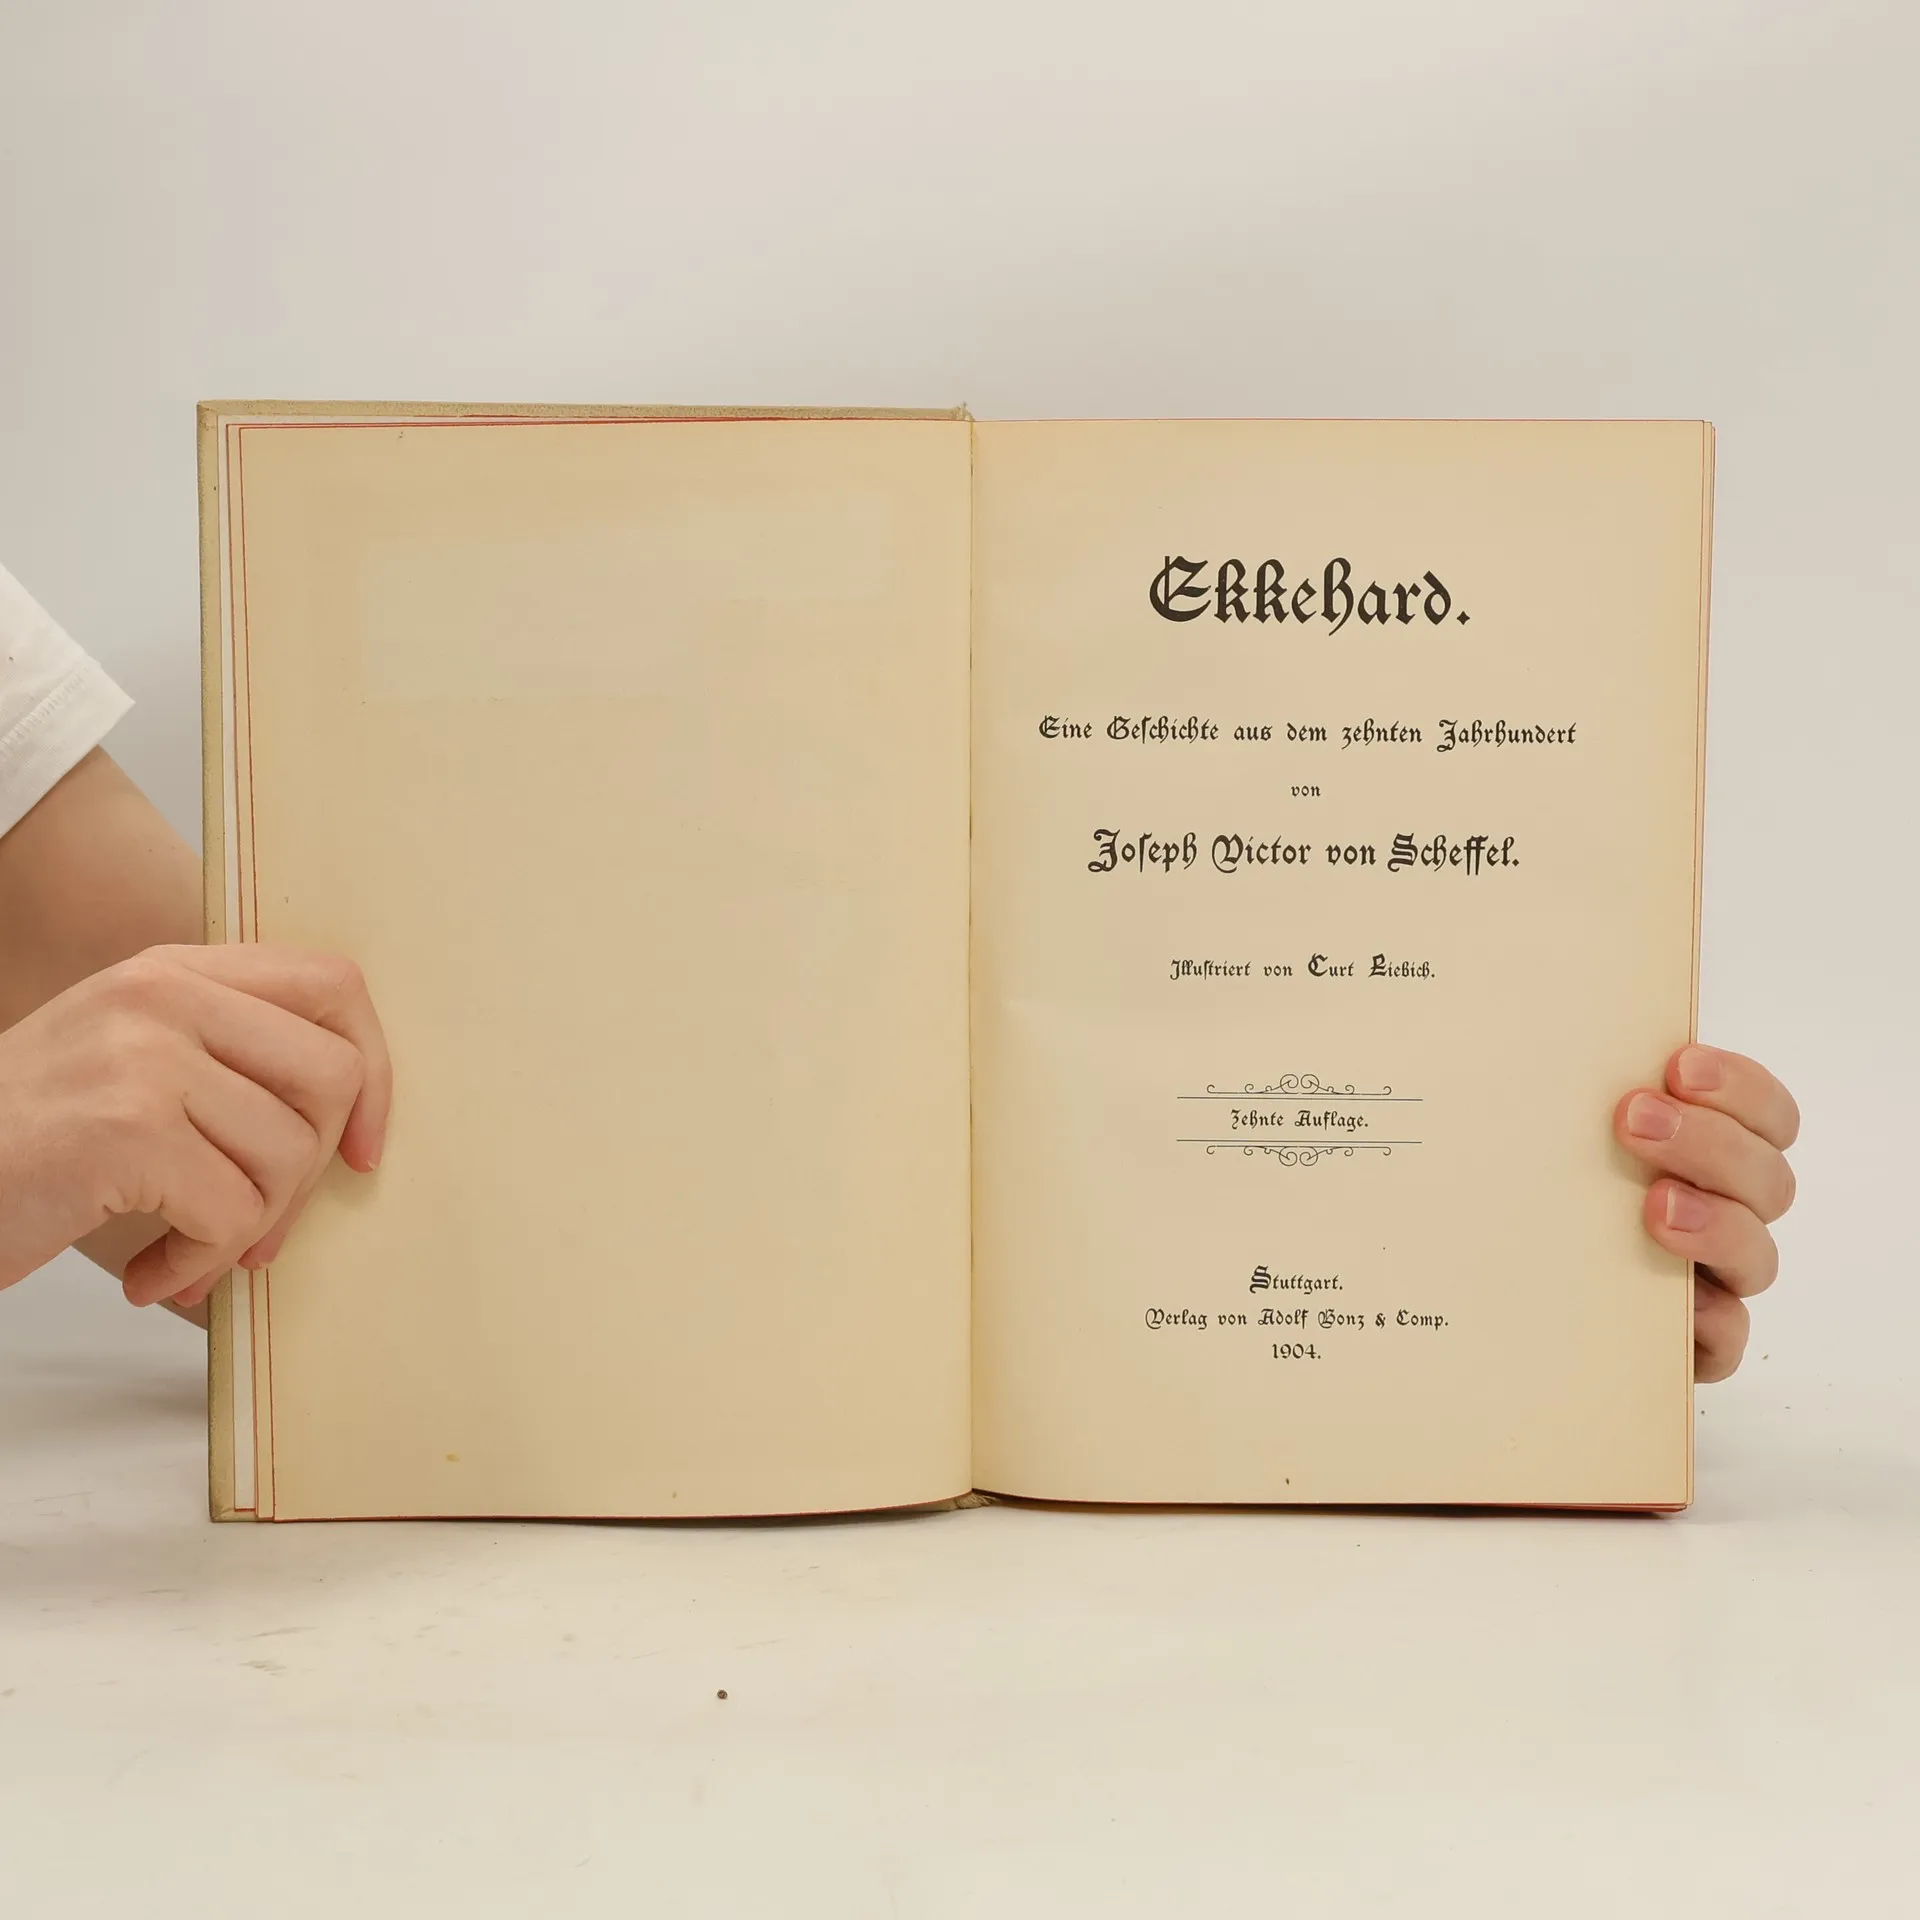 Ekkehard.
Eine Geſchichte aus dem zehnten Jahrhundert
von
Joſeph Victor von Scheffel.
Illuſtriert von Curt Liebich.
Zehnte Auflage.
Stuttgart.
Verlag von Adolf Bonz & Comp.
1904.